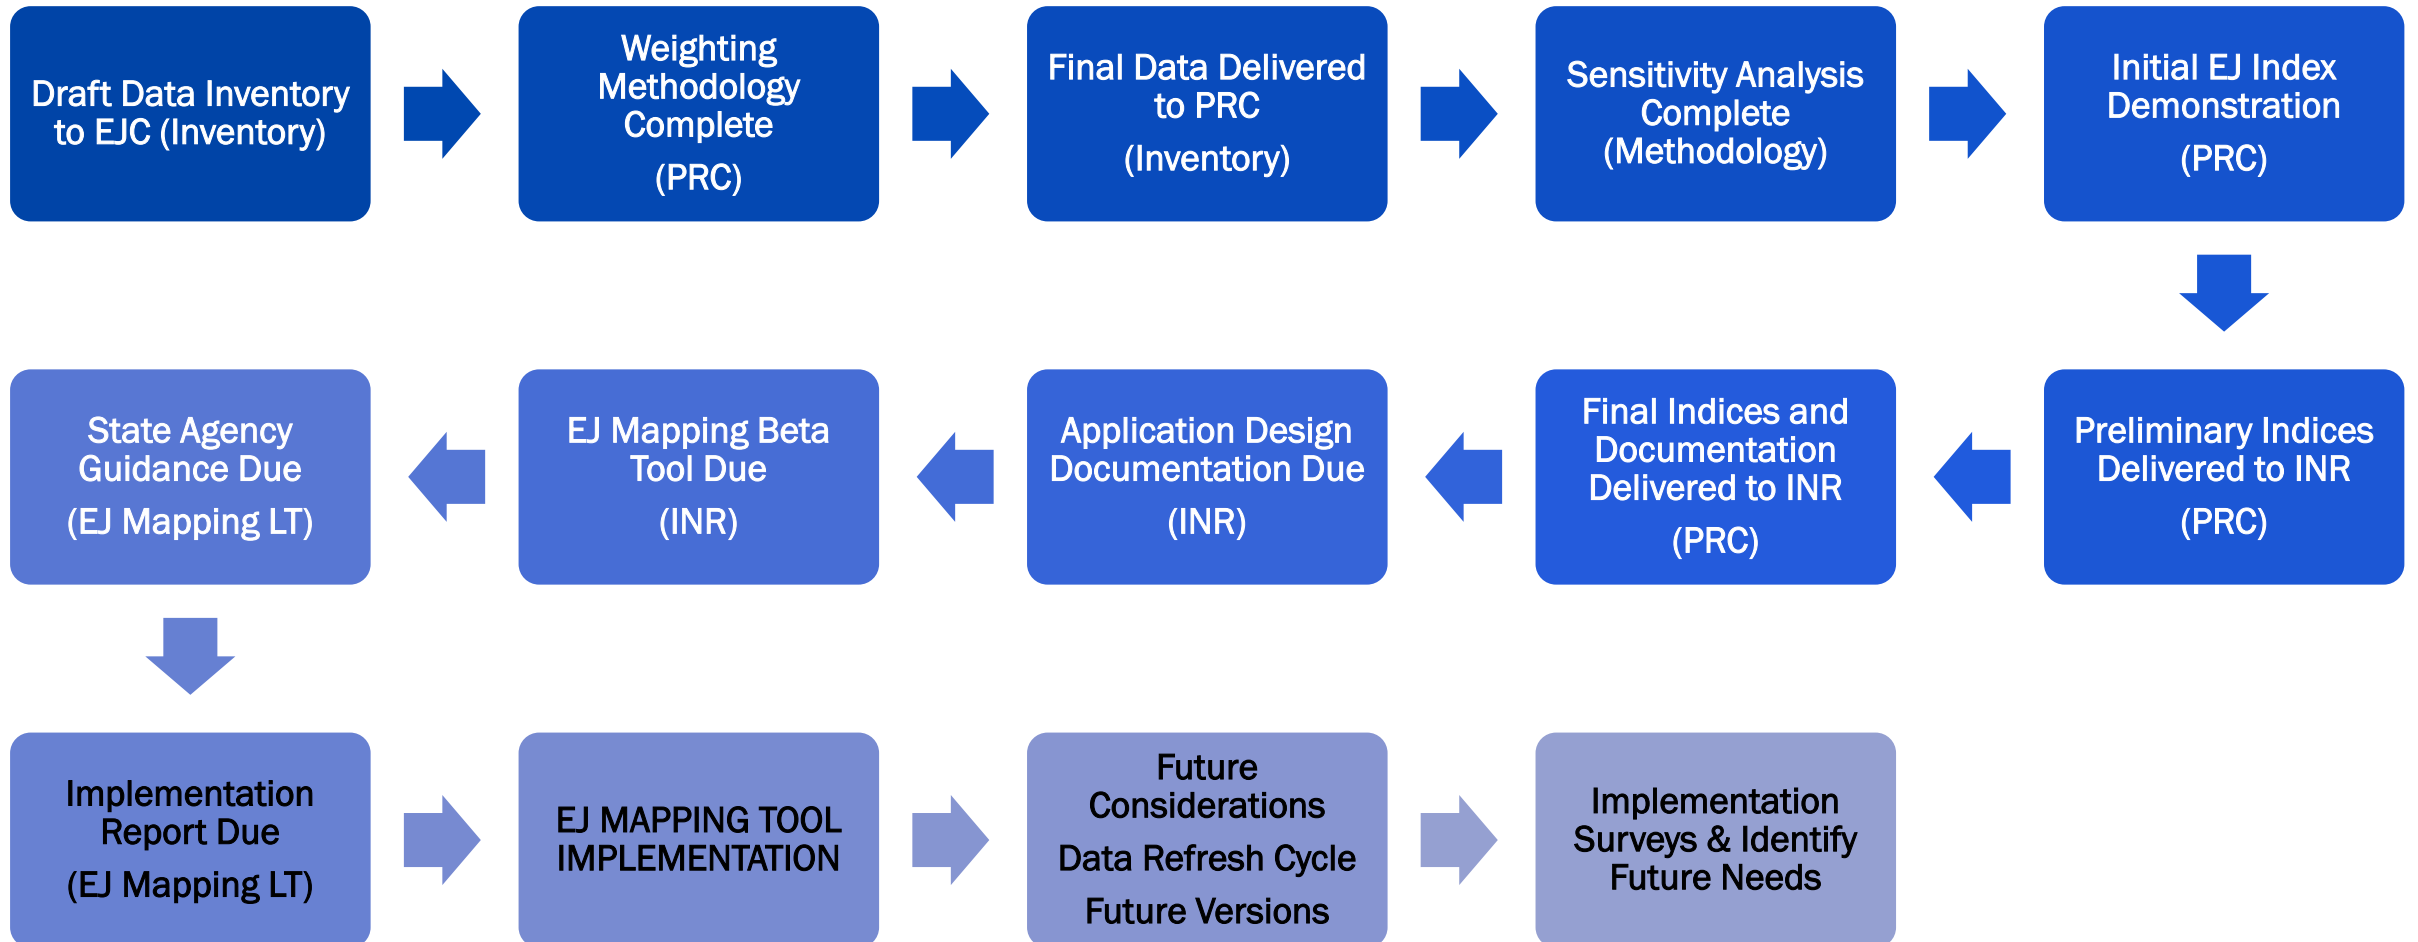 Draft Data Inventory
to EJC (Inventory)
Weighting
Methodology
Complete
(PRC)
Final Data Delivered
to PRC
(Inventory)
Sensitivity Analysis
Complete
(Methodology)
Initial EJ Index
Demonstration
(PRC)
Preliminary Indices
Delivered to INR
(PRC)
Final Indices and
Documentation
Delivered to INR
(PRC)
Application Design
Documentation Due
(INR)
EJ Mapping Beta
Tool Due
(INR)
State Agency
Guidance Due
(EJ Mapping LT)
Implementation
Report Due
(EJ Mapping LT)
EJ MAPPING TOOL
IMPLEMENTATION
Future
Considerations
Data Refresh Cycle
Future Versions
Implementation
Surveys & Identify
Future Needs